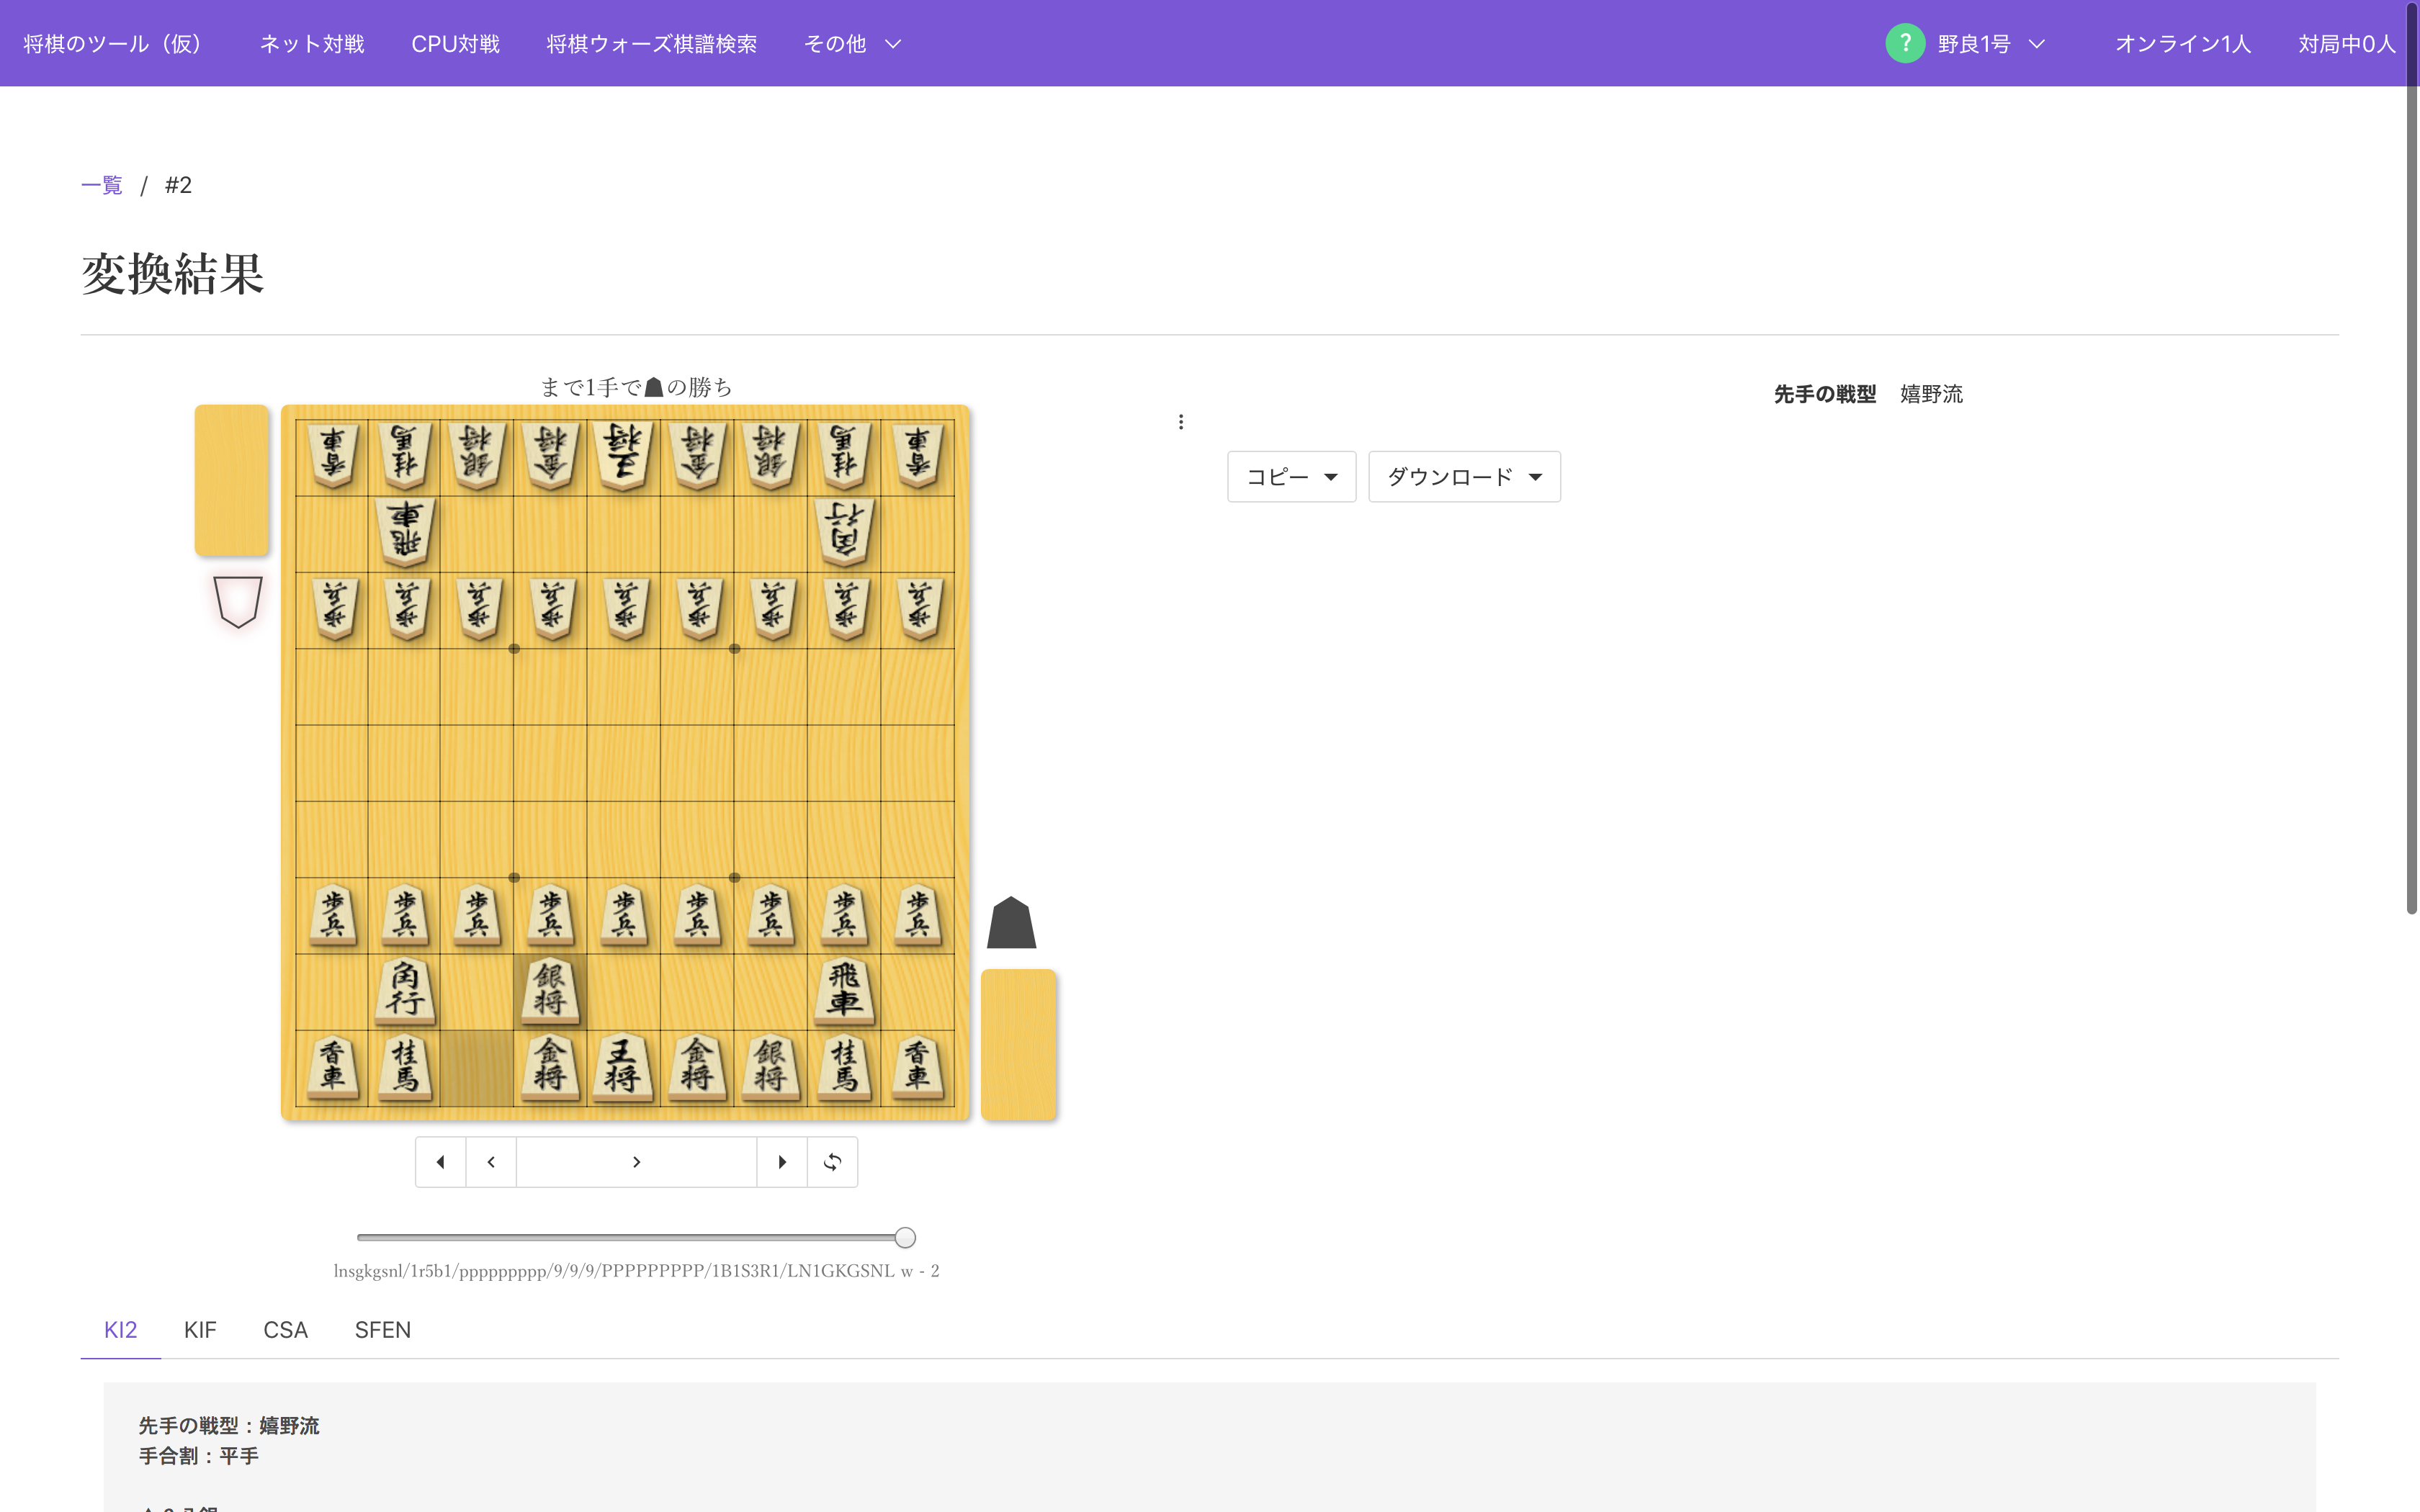 将棋のツール（仮） ネット対戦 CPU対戦 将棋ウォーズ棋譜検索 その他 ? 野良1号 オンライン1人 対局中0人
一覧 / #2
変換結果
まで1手で☗の勝ち
先手の戦型 嬉野流
コピー ダウンロード
香車 桂馬 銀将 金将 王将 金将 銀将 桂馬 香車
飛車 角行
歩兵 歩兵 歩兵 歩兵 歩兵 歩兵 歩兵 歩兵 歩兵
歩兵 歩兵 歩兵 歩兵 歩兵 歩兵 歩兵 歩兵 歩兵
角行 銀将 飛車
香車 桂馬 金将 王将 金将 銀将 桂馬 香車
lnsgkgsnl/1r5b1/ppppppppp/9/9/9/PPPPPPPPP/1B1S3R1/LN1GKGSNL w - 2
KI2 KIF CSA SFEN
先手の戦型：嬉野流
手合割：平手